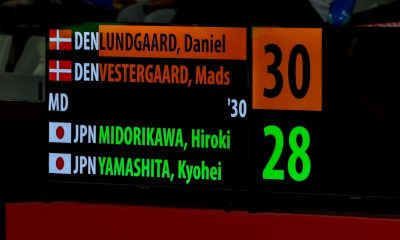 DEN LUNDGAARD, Daniel 30
DEN VESTERGAARD, Mads
MD '30
JPN MIDORIKAWA, Hiroki 28
JPN YAMASHITA, Kyohei